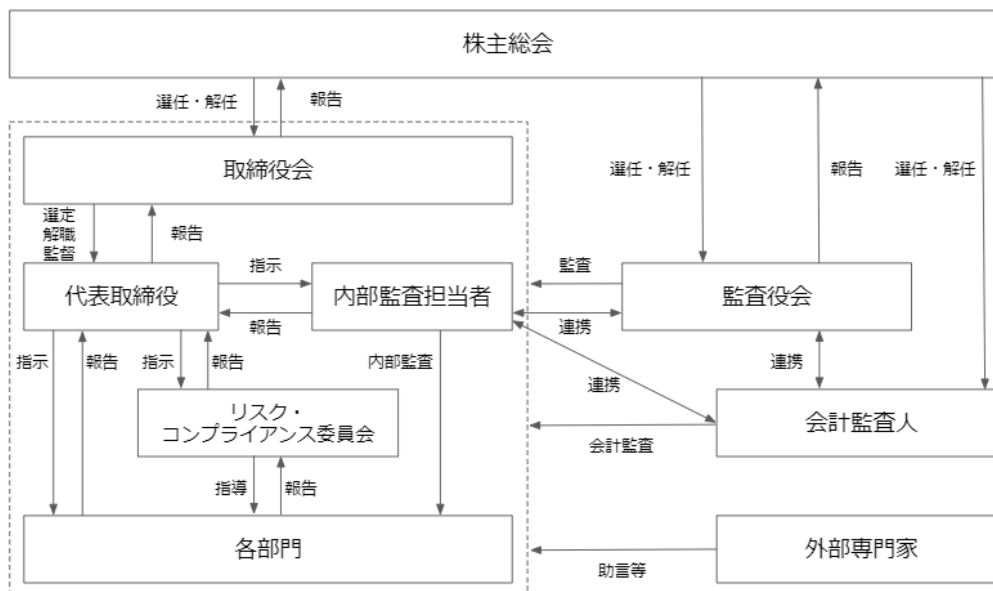 株主総会
選任・解任
報告
取締役会
選任・解任
報告
選任・解任
選定
解職
監督
報告
代表取締役
指示
報告
内部監査担当者
監査
連携
監査役会
指示
報告
指示
報告
内部監査
連携
連携
リスク・
コンプライアンス委員会
会計監査
会計監査人
指導
報告
各部門
助言等
外部専門家